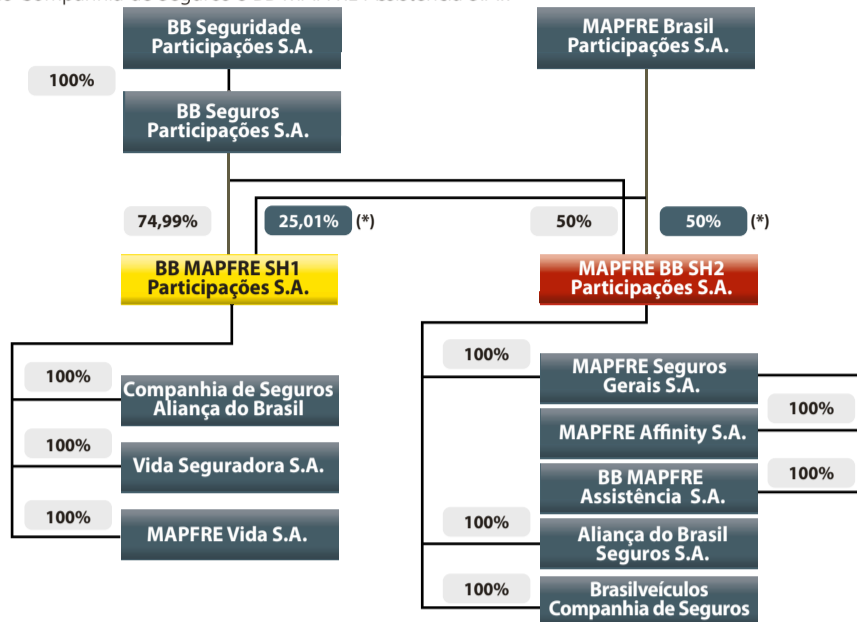 BB Seguridade
Participações S.A.
MAPFRE Brasil
Participações S.A.
100%
BB Seguros
Participações S.A.
74,99%
25,01% (*)
50%
50% (*)
BB MAPFRE SH1
Participações S.A.
MAPFRE BB SH2
Participações S.A.
100%
Companhia de Seguros
Aliança do Brasil
100%
Vida Seguradora S.A.
100%
MAPFRE Vida S.A.
100%
MAPFRE Seguros
Gerais S.A.
100%
MAPFRE Affinity S.A.
100%
BB MAPFRE
Assistência S.A.
100%
Aliança do Brasil
Seguros S.A.
100%
Brasilveículos
Companhia de Seguros